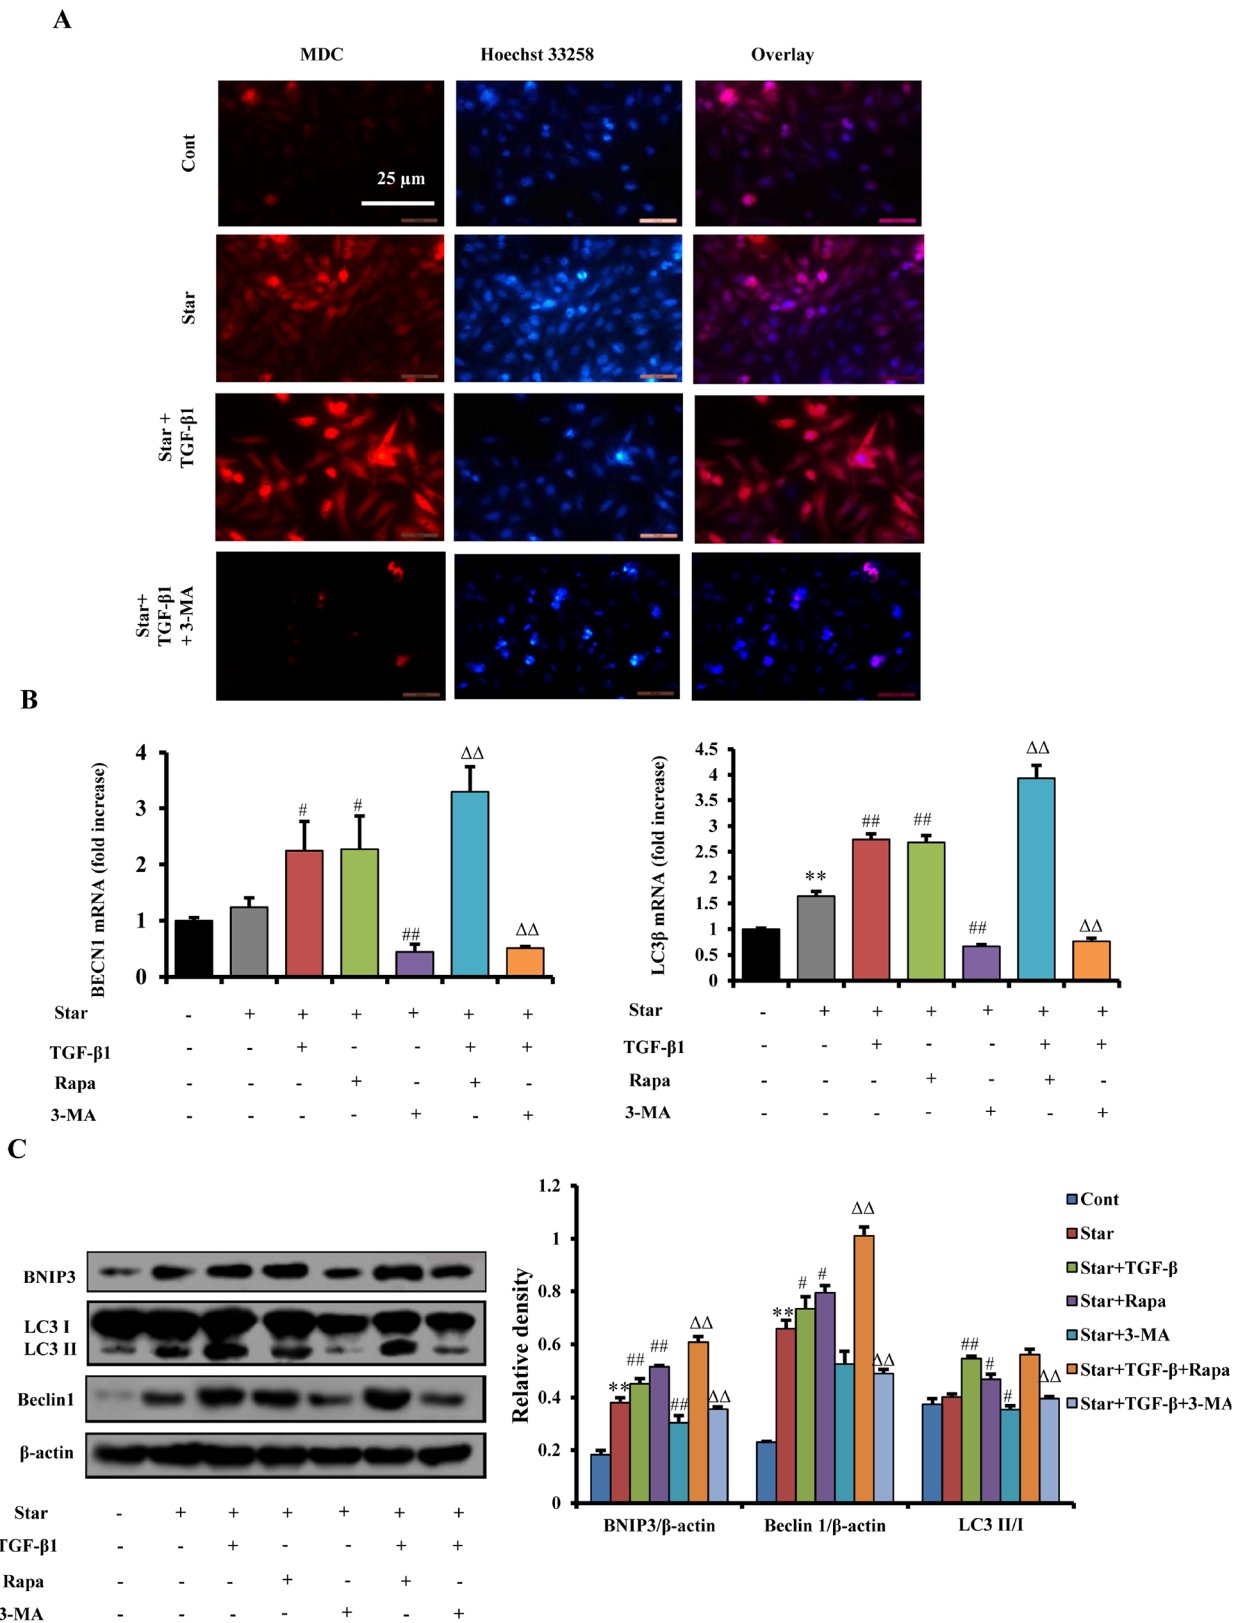 A
MDC Hoechst 33258 Overlay
Cont
25 µm
Star
Star +
TGF-β1
Star+
TGF-β1
+ 3-MA
B
BECN1 mRNA (fold increase)
4
3
2
1
0
# # ## ΔΔ ΔΔ
Star - + + + + + +
TGF-β1 - - + - - + +
Rapa - - - + - + -
3-MA - - - - + - +
LC3β mRNA (fold increase)
4.5
4
3.5
3
2.5
2
1.5
1
0.5
0
** ## ## ## ΔΔ ΔΔ
Star - + + + + + +
TGF-β1 - - + - - + +
Rapa - - - + - + -
3-MA - - - - + - +
C
BNIP3
LC3 I
LC3 II
Beclin1
β-actin
Star - + + + + + +
TGF-β1 - - + - - + +
Rapa - - - + - + -
3-MA - - - - + - +
Relative density
1.2
1
0.8
0.6
0.4
0.2
0
** ## ## ## ΔΔ ΔΔ
** # # ΔΔ ΔΔ
## # # ΔΔ
BNIP3/β-actin Beclin 1/β-actin LC3 II/I
Cont
Star
Star+TGF-β
Star+Rapa
Star+3-MA
Star+TGF-β+Rapa
Star+TGF-β+3-MA